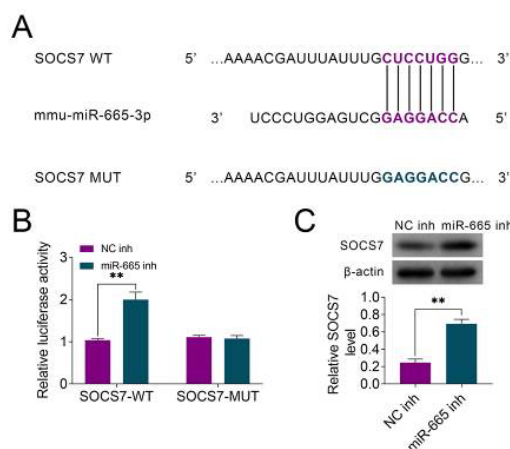 A
SOCS7 WT 5' ...AAAACGAUUUAUUUGCUCCUGGG... 3'
mmu-miR-665-3p 3' UCCCUGGAGUCGGAGGACCA 5'
SOCS7 MUT 5' ...AAAACGAUUUAUUUGGAGGACCG... 3'
B
NC inh
miR-665 inh
Relative luciferase activity
3
2
1
0
**
SOCS7-WT SOCS7-MUT
C
NC inh miR-665 inh
SOCS7
β-actin
Relative SOCS7
level
1.0
0.8
0.6
0.4
0.2
0.0
**
NC inh
miR-665 inh